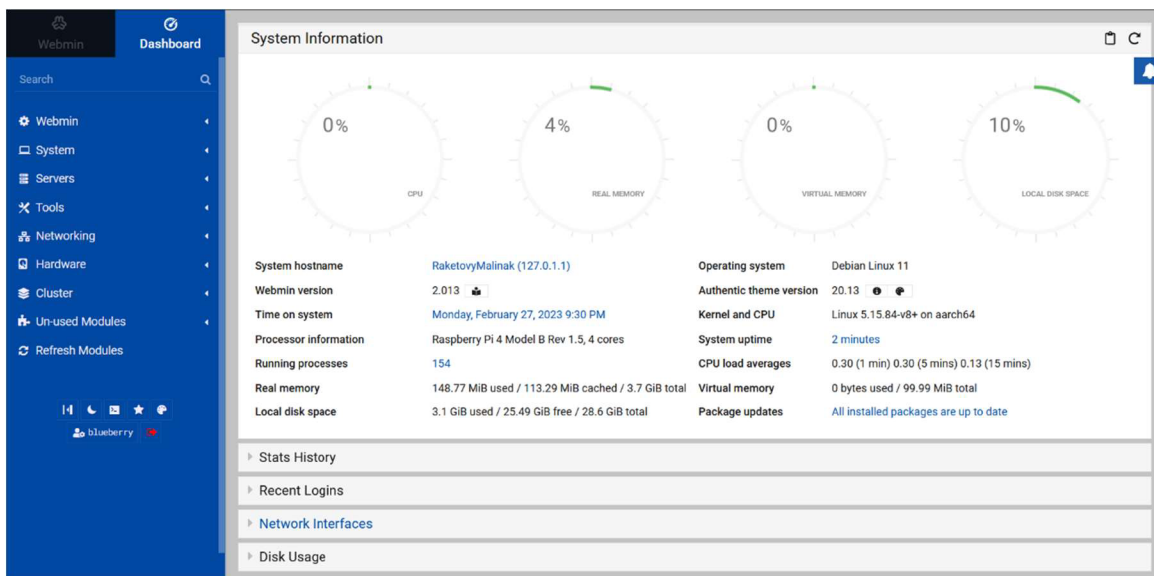 Webmin
Dashboard
Search
Webmin
System
Servers
Tools
Networking
Hardware
Cluster
Un-used Modules
Refresh Modules
blueberry
System Information
0%
CPU
4%
REAL MEMORY
0%
VIRTUAL MEMORY
10%
LOCAL DISK SPACE
System hostname RaketovyMalinak (127.0.1.1) Operating system Debian Linux 11
Webmin version 2.013 Authentic theme version 20.13
Time on system Monday, February 27, 2023 9:30 PM Kernel and CPU Linux 5.15.84-v8+ on aarch64
Processor information Raspberry Pi 4 Model B Rev 1.5, 4 cores System uptime 2 minutes
Running processes 154 CPU load averages 0.30 (1 min) 0.30 (5 mins) 0.13 (15 mins)
Real memory 148.77 MiB used / 113.29 MiB cached / 3.7 GiB total Virtual memory 0 bytes used / 99.99 MiB total
Local disk space 3.1 GiB used / 25.49 GiB free / 28.6 GiB total Package updates All installed packages are up to date
Stats History
Recent Logins
Network Interfaces
Disk Usage